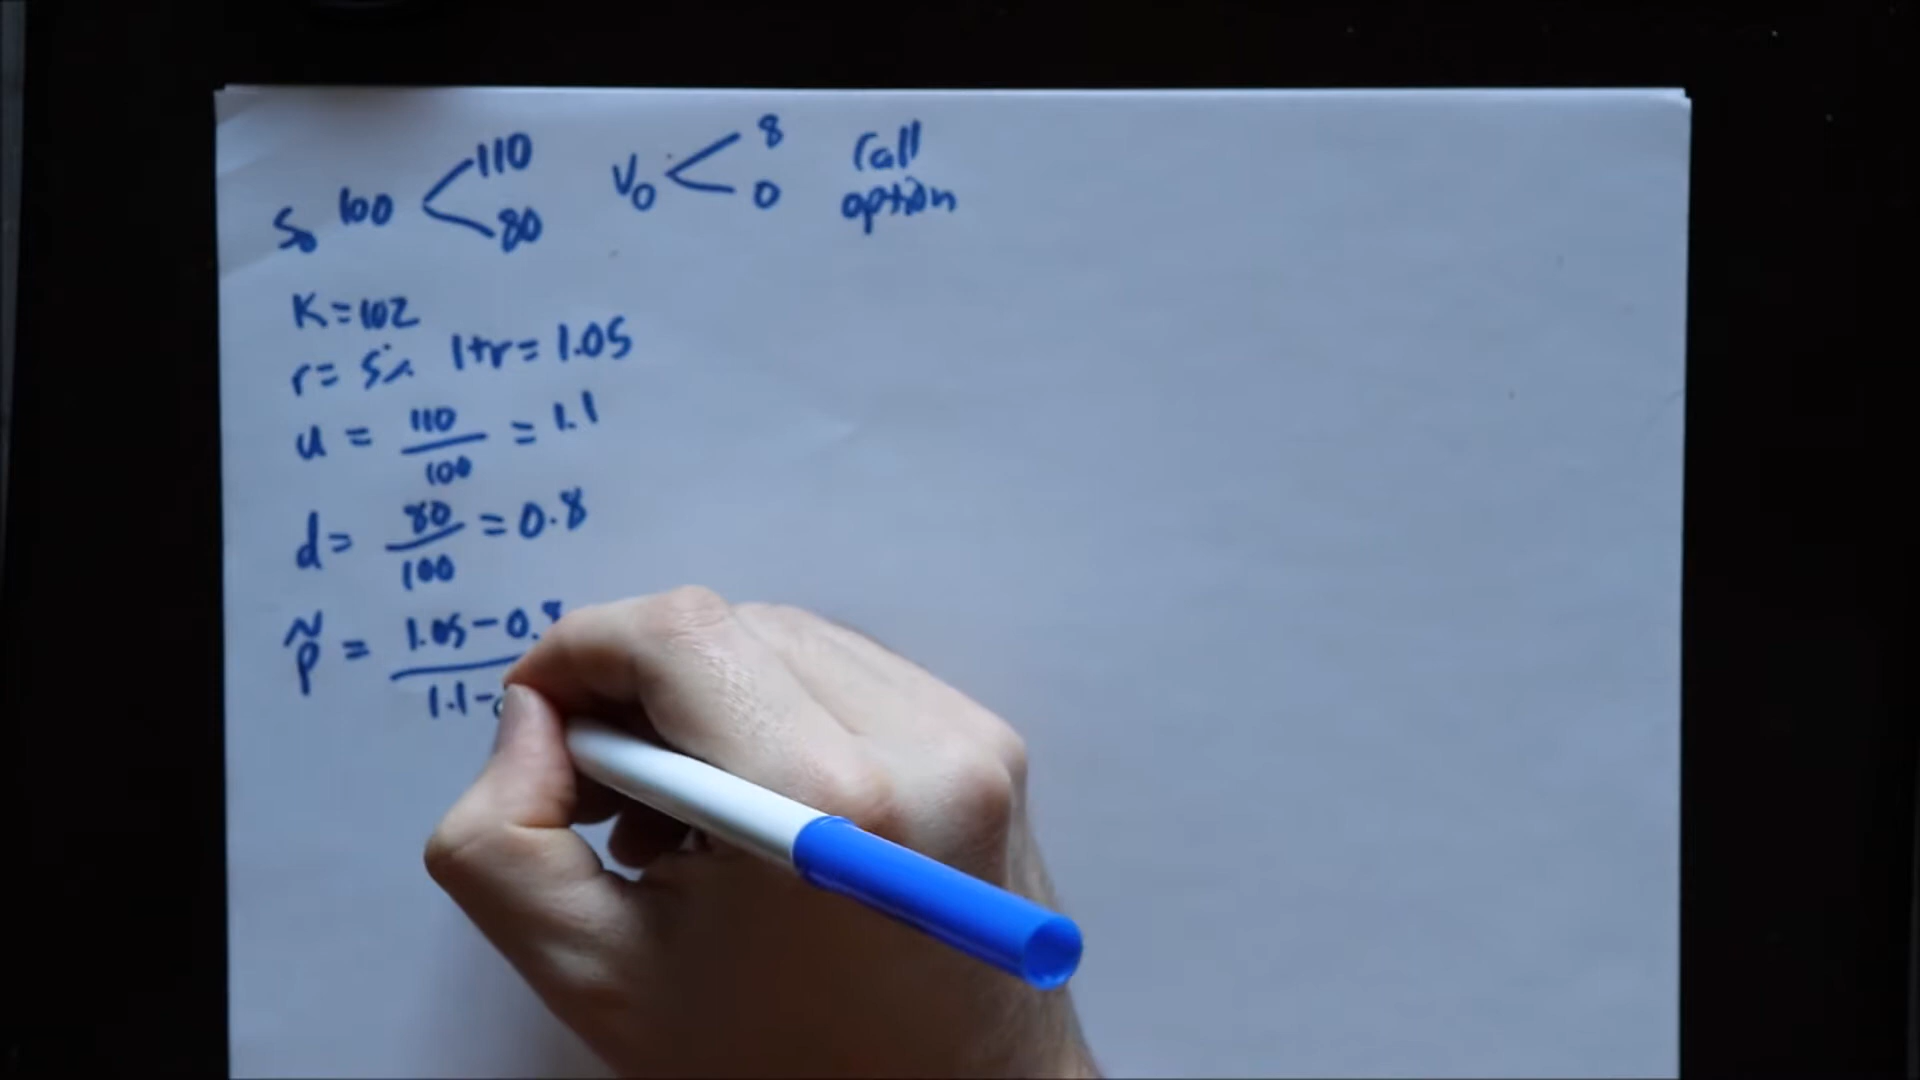 S₀ 100 110 80
V₀ 8 0
Call option
K=102
r= 5% 1+r= 1.05
u = 110/100 = 1.1
d= 80/100 = 0.8
p̃ = 1.05-0.8 / 1.1-